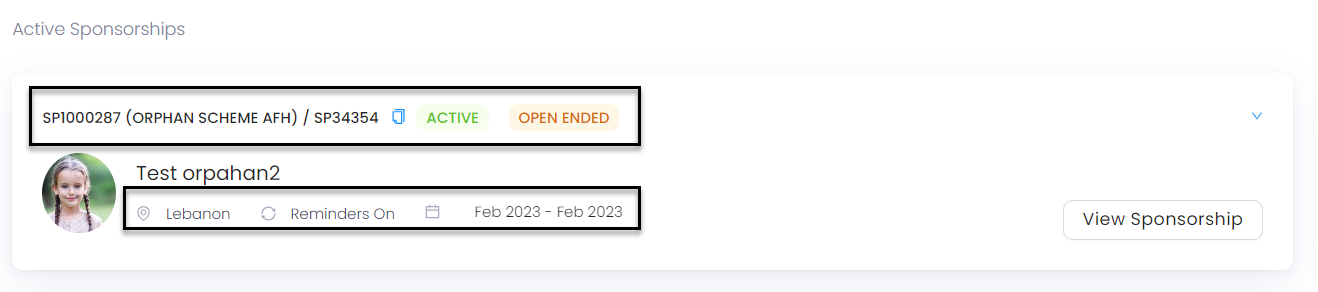 Active Sponsorships
SP1000287 (ORPHAN SCHEME AFH) / SP34354 ACTIVE OPEN ENDED
Test orpahan2
Lebanon Reminders On Feb 2023 - Feb 2023
View Sponsorship